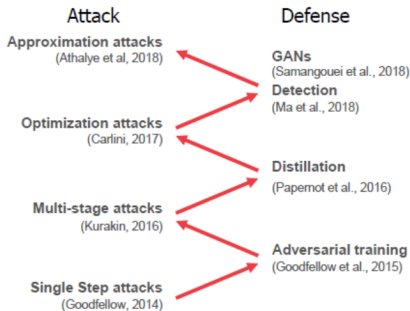 Attack
Defense
Approximation attacks
(Athalye et al, 2018)
GANs
(Samangouei et al., 2018)
Detection
(Ma et al., 2018)
Optimization attacks
(Carlini, 2017)
Distillation
(Papernot et al., 2016)
Multi-stage attacks
(Kurakin, 2016)
Adversarial training
(Goodfellow et al., 2015)
Single Step attacks
(Goodfellow, 2014)